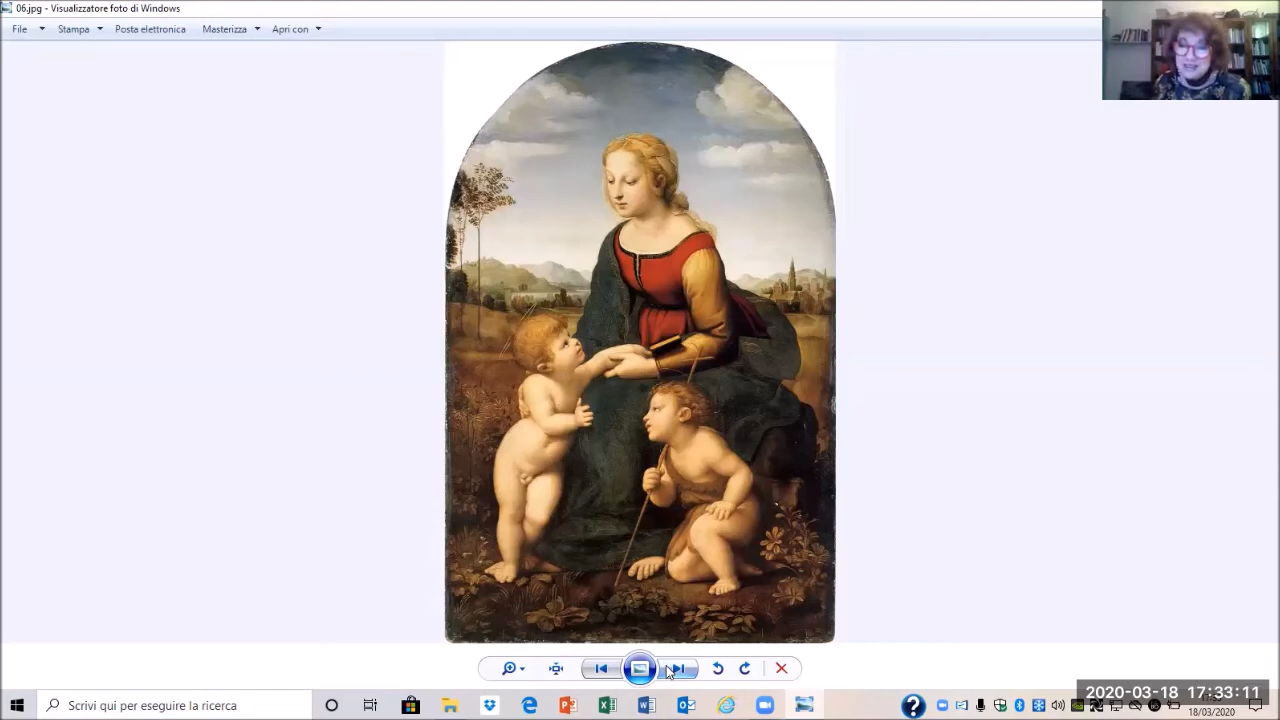 06.jpg - Visualizzatore foto di Windows
File Stampa Posta elettronica Masterizza Apri con
Scrivi qui per eseguire la ricerca
2020-03-18 17:33:11
18/03/2020